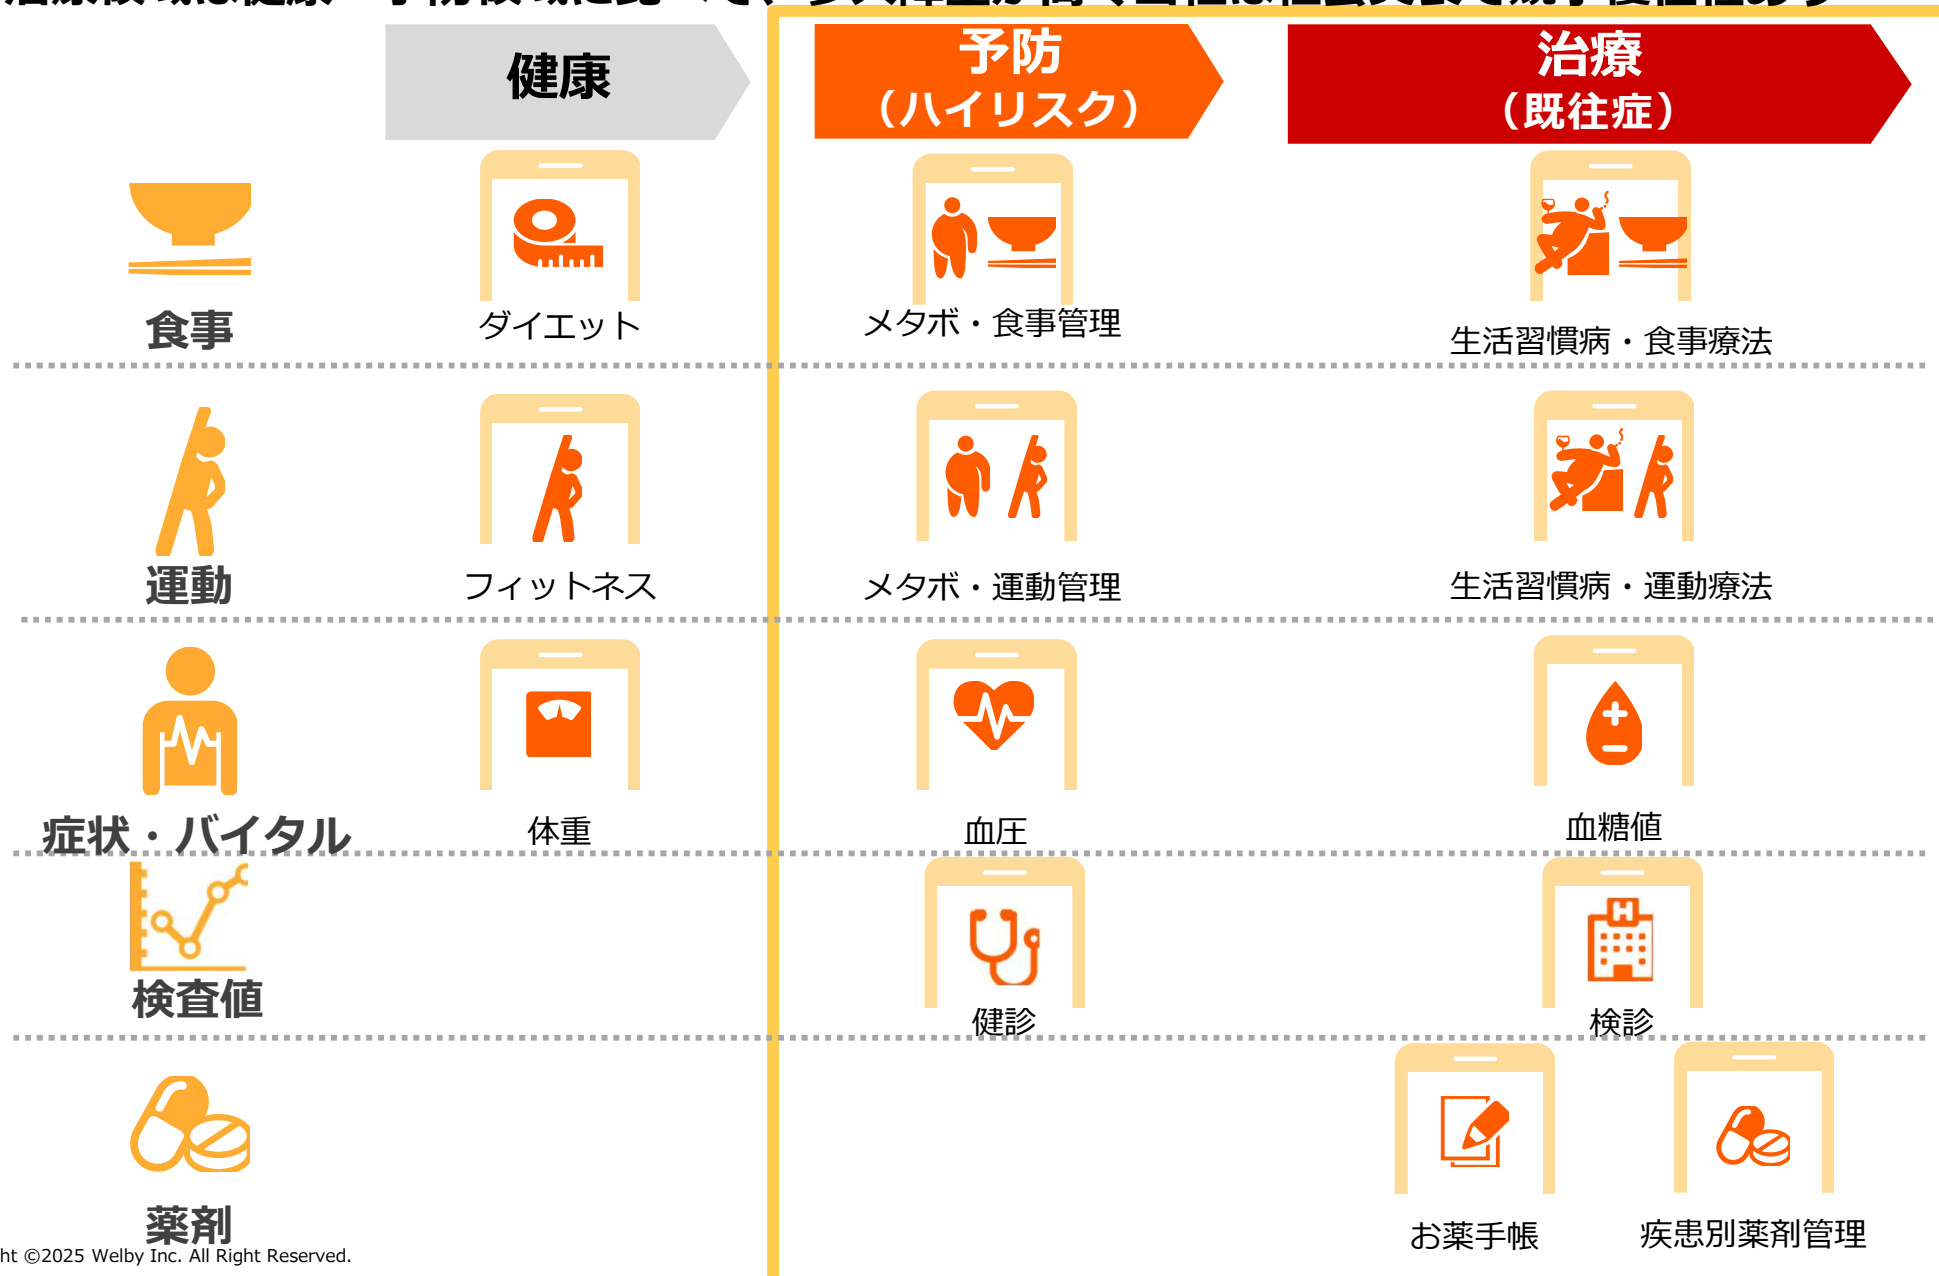 健康
予防
（ハイリスク）
治療
（既往症）
食事
ダイエット
メタボ・食事管理
生活習慣病・食事療法
運動
フィットネス
メタボ・運動管理
生活習慣病・運動療法
症状・バイタル
体重
血圧
血糖値
検査値
健診
検診
薬剤
お薬手帳
疾患別薬剤管理
ht ©2025 Welby Inc. All Right Reserved.